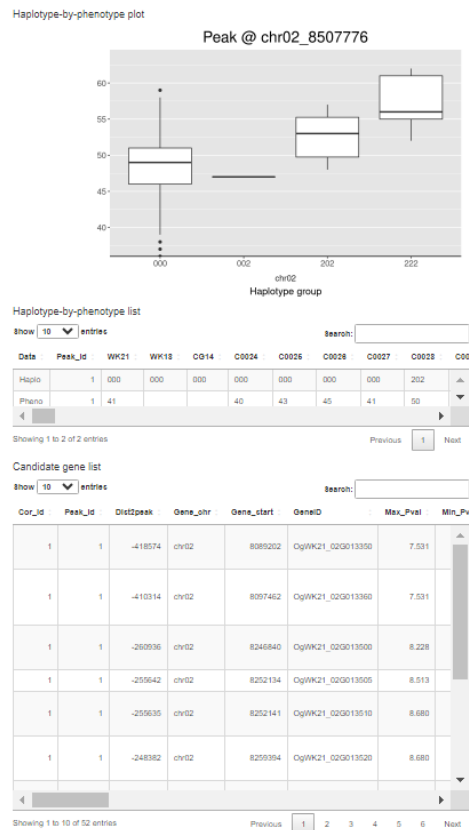 Haplotype-by-phenotype plot
Peak @ chr02_8507776
60
55
50
45
40
000 002 202 222
chr02
Haplotype group
Haplotype-by-phenotype list
Show 10 entries Search:
Data Peak_Id WK21 WK13 CG14 C0024 C0025 C0026 C0027 C0028 C00
Haplo 1 000 000 000 000 000 000 000 202
Pheno 1 41 40 43 45 41 50
Showing 1 to 2 of 2 entries Previous 1 Next
Candidate gene list
Show 10 entries Search:
Cor_Id Peak_Id Dist2peak Gene_chr Gene_start GeneID Max_Pval Min_Pv
1 1 -418574 chr02 8089202 OgWK21_02G013350 7.531
1 1 -410314 chr02 8097462 OgWK21_02G013360 7.531
1 1 -260936 chr02 8246840 OgWK21_02G013500 8.228
1 1 -255642 chr02 8252134 OgWK21_02G013505 8.513
1 1 -255635 chr02 8252141 OgWK21_02G013510 8.680
1 1 -248382 chr02 8259394 OgWK21_02G013520 8.680
Showing 1 to 10 of 52 entries Previous 1 2 3 4 5 6 Next